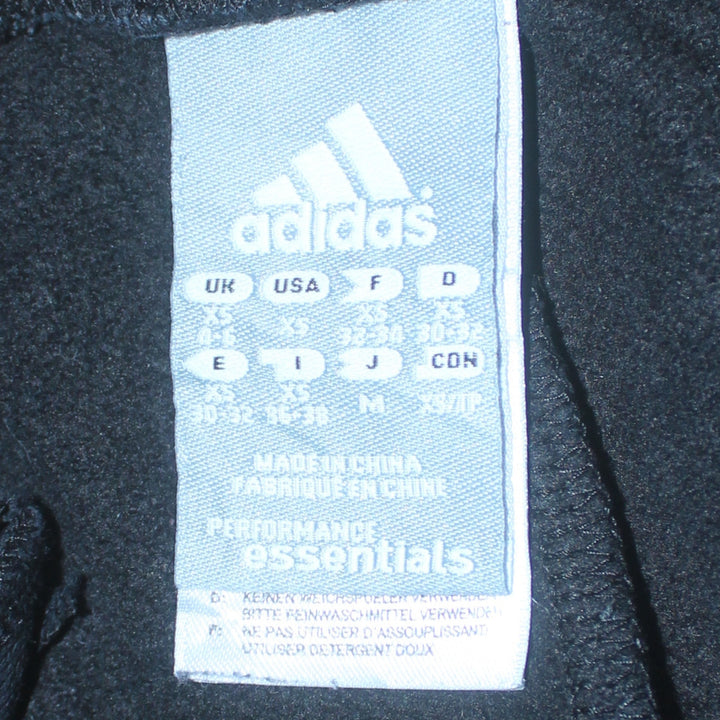 adidas
UK USA F D
XS XS XS XS
4-6 32-34 30-32
E I J CDN
XS XS M XS/TP
30-32 36-38
MADE IN CHINA
FABRIQUÉ EN CHINE
PERFORMANCE
essentials
D: KEINEN WEICHSPUELER VERWENDEN
BITTE FEINWASCHMITTEL VERWENDEN
F: NE PAS UTILISER D'ASSOUPLISSANT
UTILISER DETERGENT DOUX